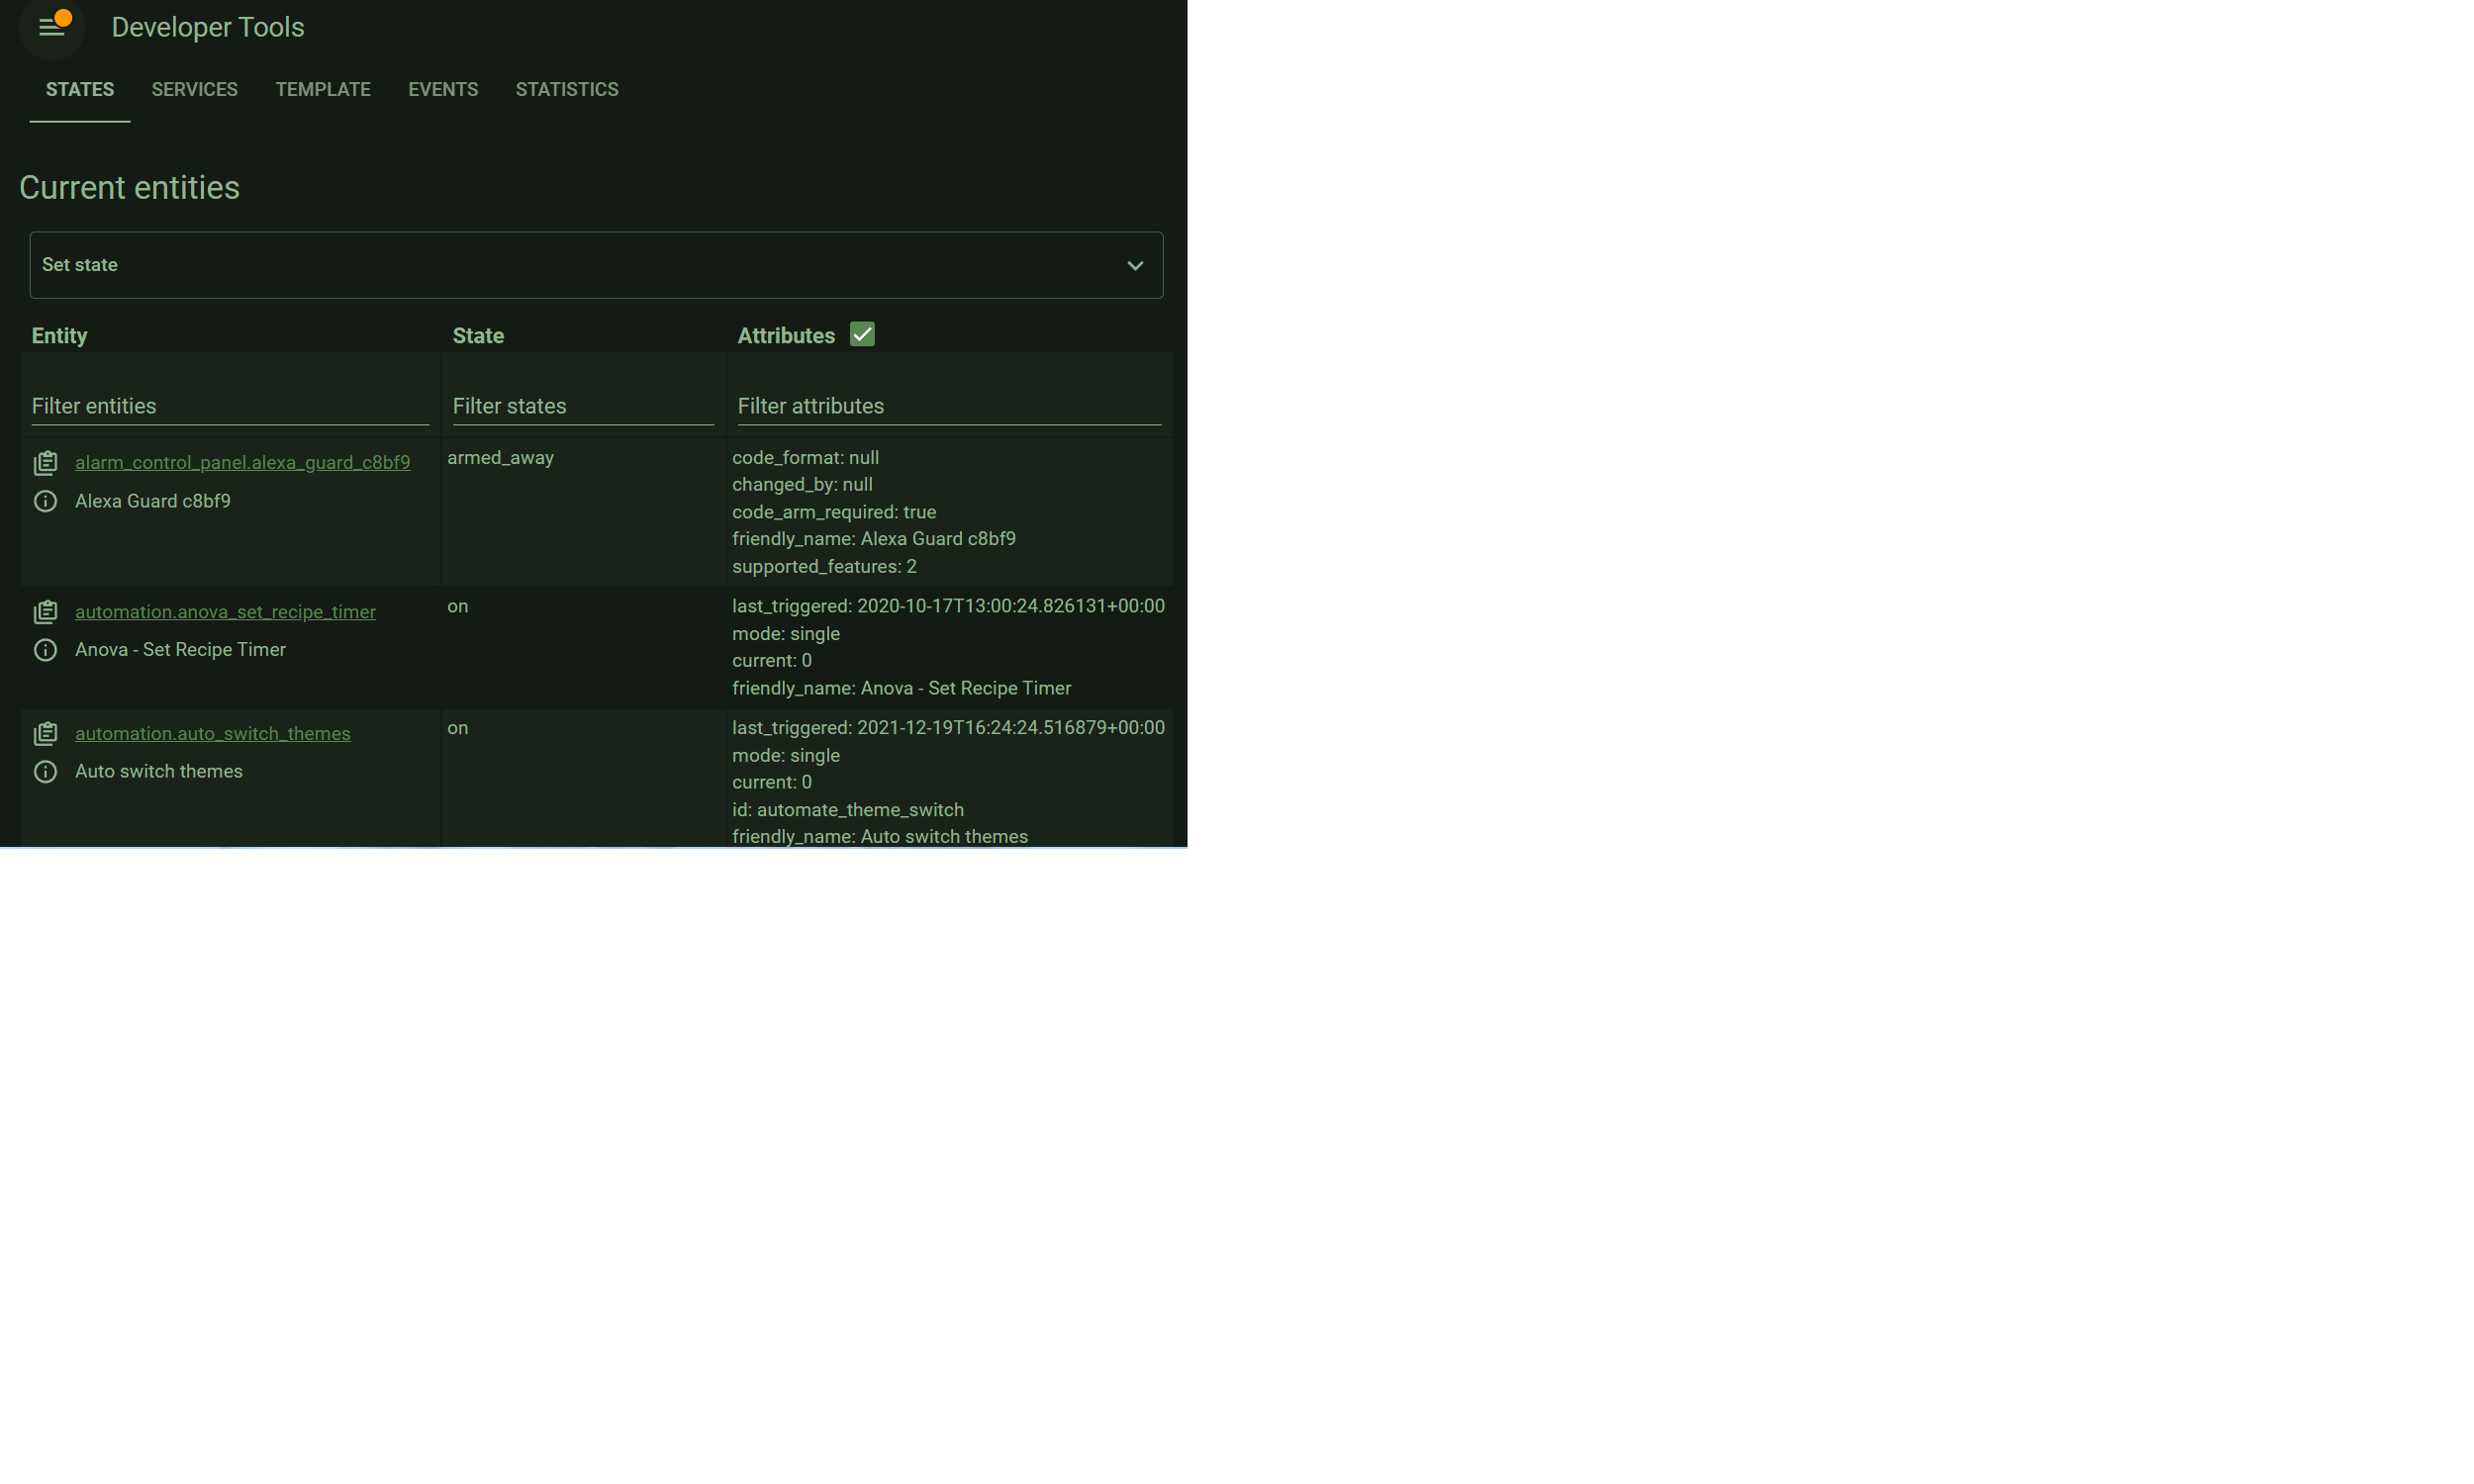 Developer Tools
STATES SERVICES TEMPLATE EVENTS STATISTICS
Current entities
Set state
Entity State Attributes
Filter entities Filter states Filter attributes
alarm_control_panel.alexa_guard_c8bf9 armed_away code_format: null
changed_by: null
Alexa Guard c8bf9
code_arm_required: true
friendly_name: Alexa Guard c8bf9
supported_features: 2
automation.anova_set_recipe_timer on last_triggered: 2020-10-17T13:00:24.826131+00:00
mode: single
Anova - Set Recipe Timer
current: 0
friendly_name: Anova - Set Recipe Timer
automation.auto_switch_themes on last_triggered: 2021-12-19T16:24:24.516879+00:00
mode: single
Auto switch themes
current: 0
id: automate_theme_switch
friendly_name: Auto switch themes